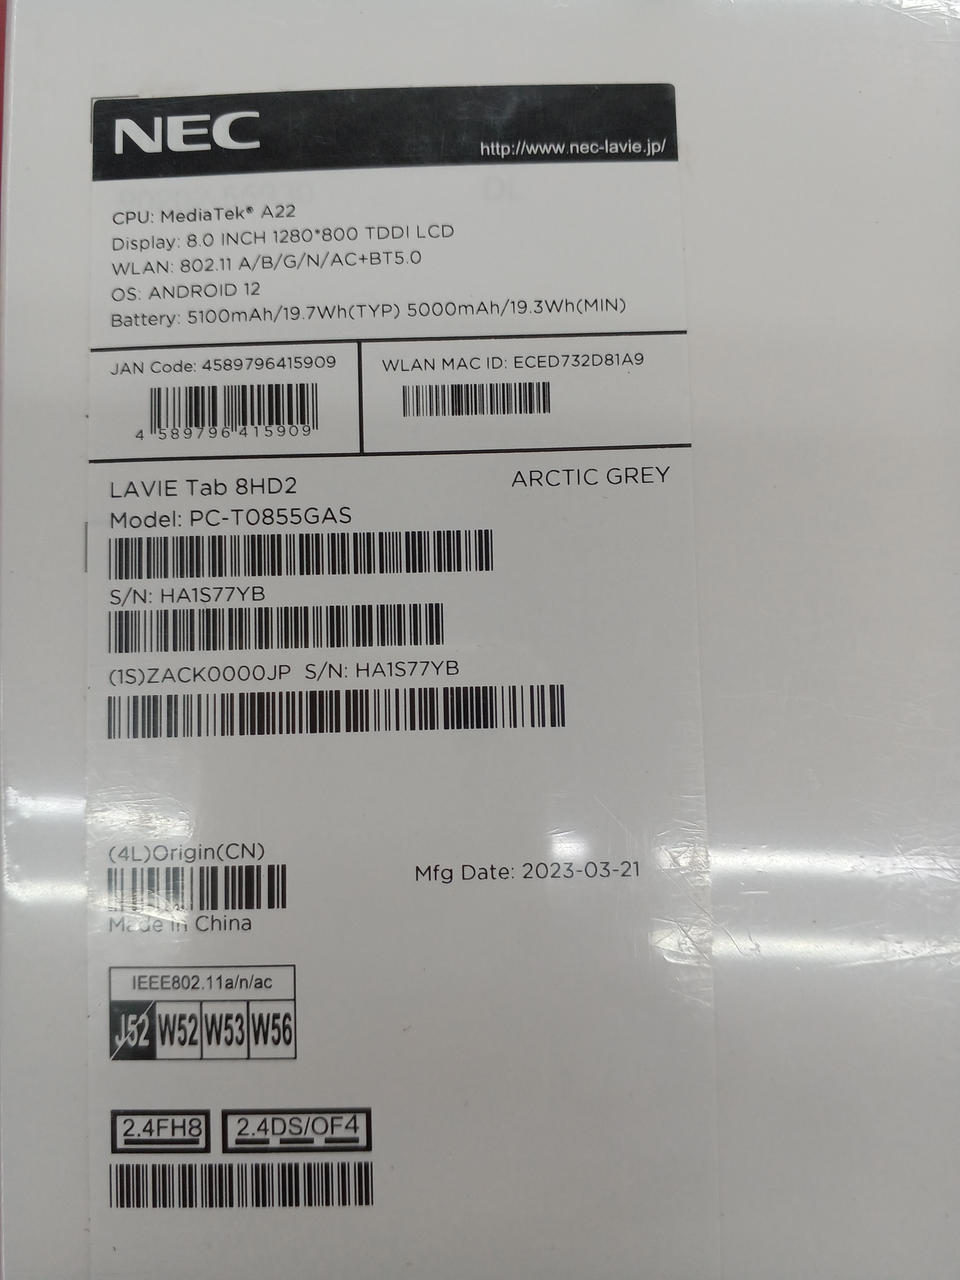 NEC
http://www.nec-lavie.jp/
CPU: MediaTek® A22
Display: 8.0 INCH 1280*800 TDDI LCD
WLAN: 802.11 A/B/G/N/AC+BT5.0
OS: ANDROID 12
Battery: 5100mAh/19.7Wh(TYP) 5000mAh/19.3Wh(MIN)
JAN Code: 4589796415909
4 589796 415909
WLAN MAC ID: ECED732D81A9
LAVIE Tab 8HD2
ARCTIC GREY
Model: PC-T0855GAS
S/N: HA1S77YB
(1S)ZACK0000JP S/N: HA1S77YB
(4L)Origin(CN)
Mfg Date: 2023-03-21
Made in China
IEEE802.11a/n/ac
J52 W52 W53 W56
2.4FH8 2.4DS/OF4